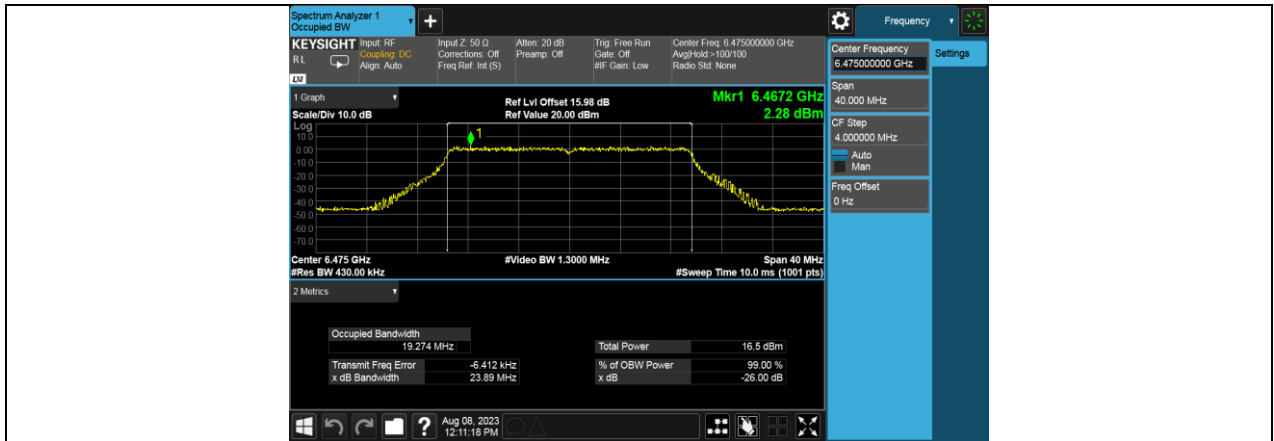 Spectrum Analyzer 1
Occupied BW
Frequency
KEYSIGHT
R L
LXI
Input: RF
Coupling: DC
Align: Auto
Input Z: 50 Ω
Corrections: Off
Freq Ref: Int (S)
Atten: 20 dB
Preamp: Off
Trig: Free Run
Gate: Off
#IF Gain: Low
Center Freq: 6.475000000 GHz
Avg|Hold:>100/100
Radio Std: None
Center Frequency
6.475000000 GHz
Settings
Span
40.000 MHz
CF Step
4.000000 MHz
Auto
Man
Freq Offset
0 Hz
1 Graph
Scale/Div 10.0 dB
Ref Lvl Offset 15.98 dB
Ref Value 20.00 dBm
Mkr1 6.4672 GHz
2.28 dBm
Log
10.0
0.00
-10.0
-20.0
-30.0
-40.0
-50.0
-60.0
-70.0
1
Center 6.475 GHz
#Video BW 1.3000 MHz
Span 40 MHz
#Res BW 430.00 kHz
#Sweep Time 10.0 ms (1001 pts)
2 Metrics
Occupied Bandwidth
19.274 MHz
Total Power 16.5 dBm
Transmit Freq Error -6.412 kHz
% of OBW Power 99.00 %
x dB Bandwidth 23.89 MHz
x dB -26.00 dB
?
Aug 08, 2023
12:11:18 PM